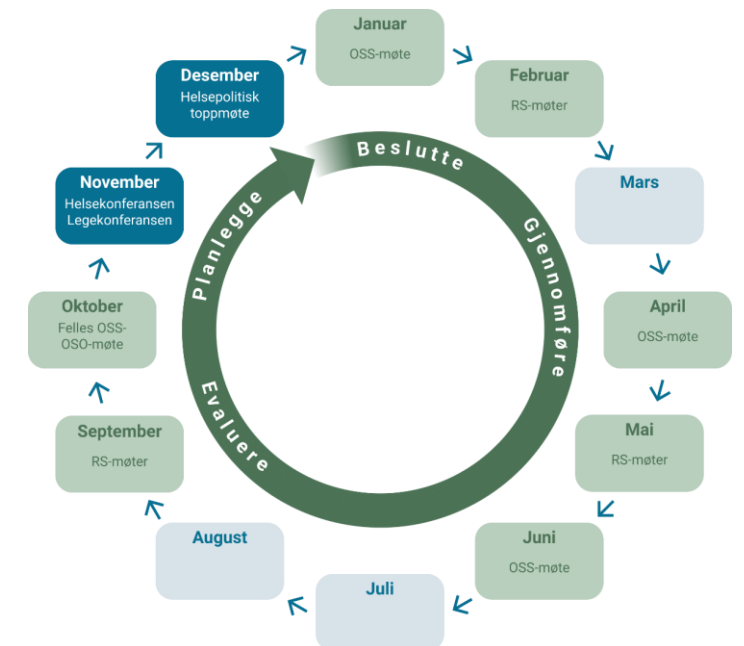 Januar
OSS-møte
Februar
RS-møter
Mars
April
OSS-møte
Mai
RS-møter
Juni
OSS-møte
Juli
August
September
RS-møter
Oktober
Felles OSS-
OSO-møte
November
Helsekonferansen
Legekonferansen
Desember
Helsepolitisk
toppmøte
Beslutte
Gjennomføre
Evaluere
Planlegge